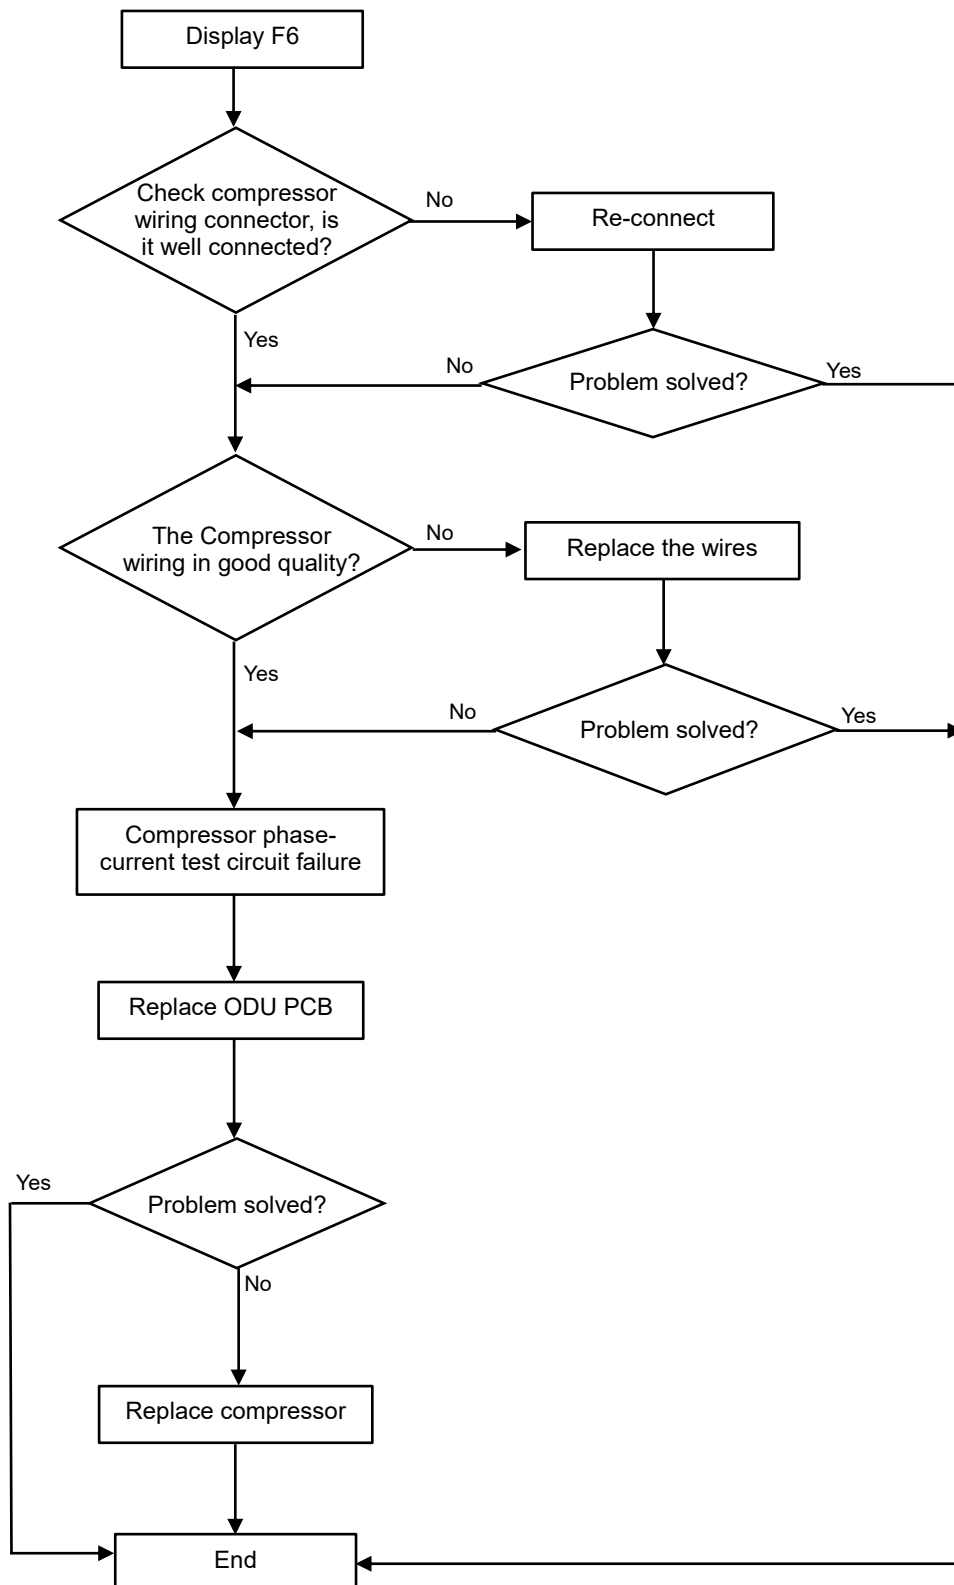 Display F6
Check compressor
wiring connector, is
it well connected?
No
Re-connect
Yes
No
Problem solved?
Yes
The Compressor
wiring in good quality?
No
Replace the wires
Yes
No
Problem solved?
Yes
Compressor phase-
current test circuit failure
Replace ODU PCB
Yes
Problem solved?
No
Replace compressor
End